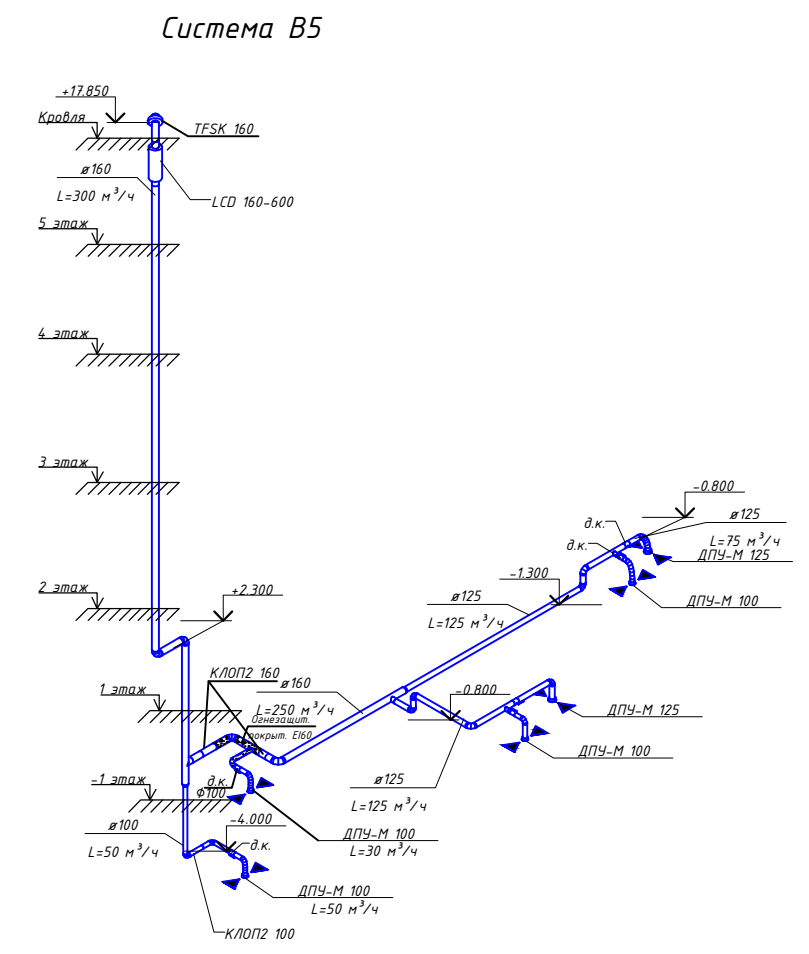 Система В5
+17.850
Кровля
TFSK 160
ø160
L=300 м³/ч
LCD 160-600
5 этаж
4 этаж
3 этаж
-0.800
ø125
д.к.
L=75 м³/ч
д.к.
ДПУ-М 125
-1.300
2 этаж
+2.300
ø125
ДПУ-М 100
L=125 м³/ч
КЛОП2 160
ø160
1 этаж
-0.800
L=250 м³/ч
ДПУ-М 125
Огнезащит.
покрыт. EI60
ДПУ-М 100
-1 этаж
д.к.
ø125
Ф100
L=125 м³/ч
-4.000
ø100
ДПУ-М 100
L=50 м³/ч
д.к.
L=30 м³/ч
ДПУ-М 100
L=50 м³/ч
КЛОП2 100